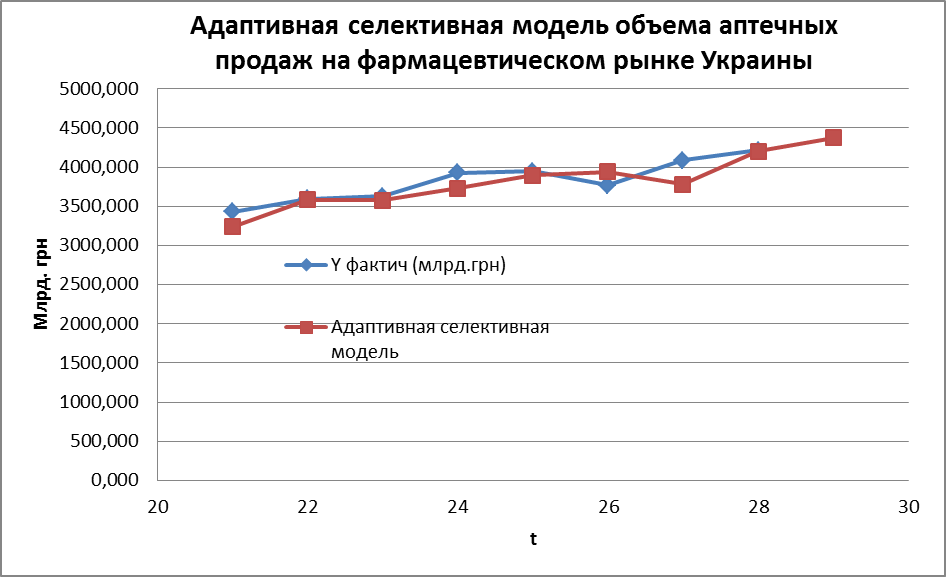 Адаптивная селективная модель объема аптечных
продаж на фармацевтическом рынке Украины
5000,000
4500,000
4000,000
3500,000
3000,000
2500,000
2000,000
1500,000
1000,000
500,000
0,000
Млрд. грн
Y фактич (млрд.грн)
Адаптивная селективная
модель
20
22
24
26
28
30
t